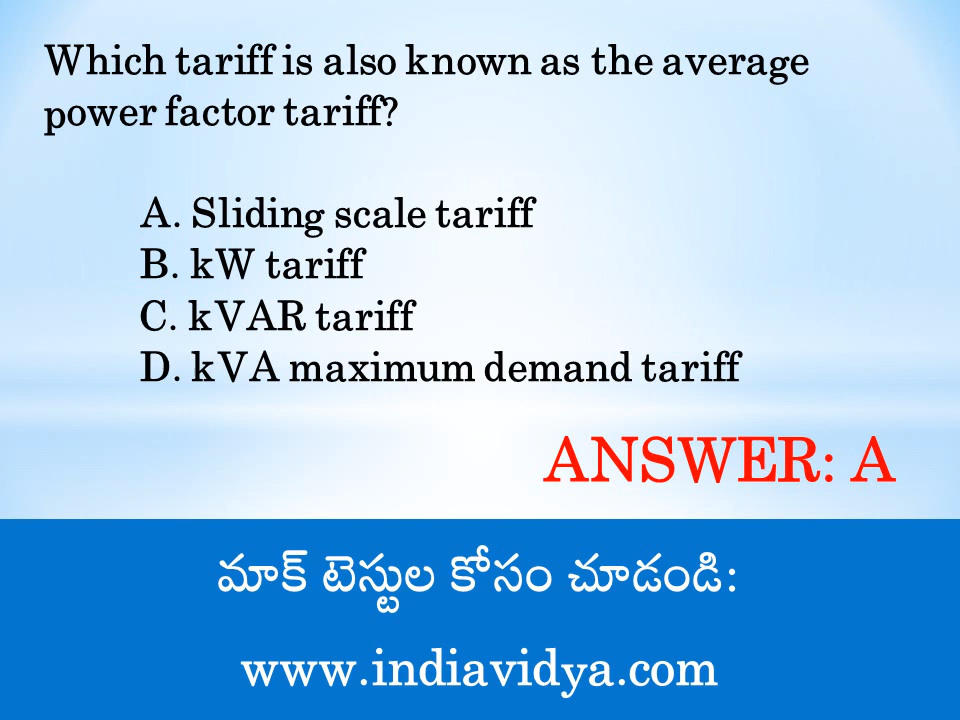 Which tariff is also known as the average
power factor tariff?
A. Sliding scale tariff
B. kW tariff
C. kVAR tariff
D. kVA maximum demand tariff
ANSWER: A
మాక్ టెస్టుల కోసం చూడండి:
www.indiavidya.com